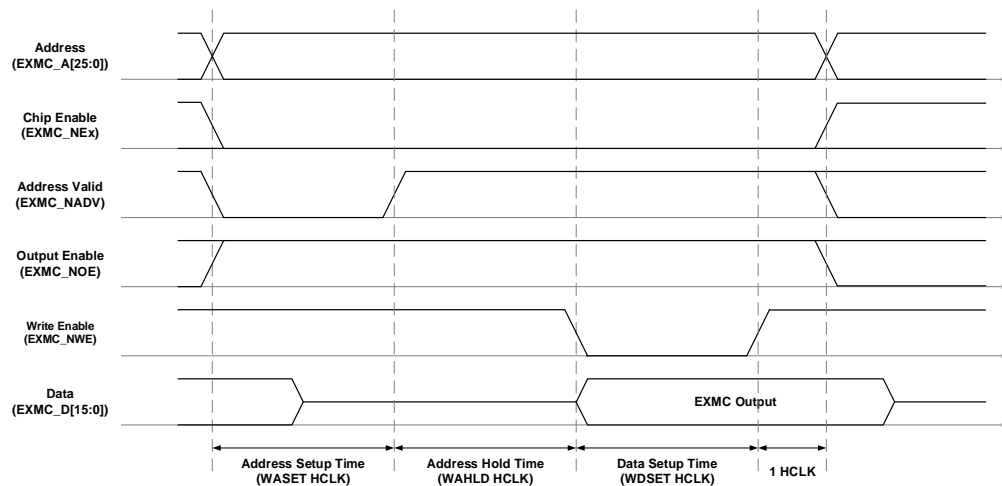 Address
(EXMC_A[25:0])
Chip Enable
(EXMC_NEx)
Address Valid
(EXMC_NADV)
Output Enable
(EXMC_NOE)
Write Enable
(EXMC_NWE)
Data
(EXMC_D[15:0])
EXMC Output
Address Setup Time
(WASET HCLK)
Address Hold Time
(WAHLD HCLK)
Data Setup Time
(WDSET HCLK)
1 HCLK